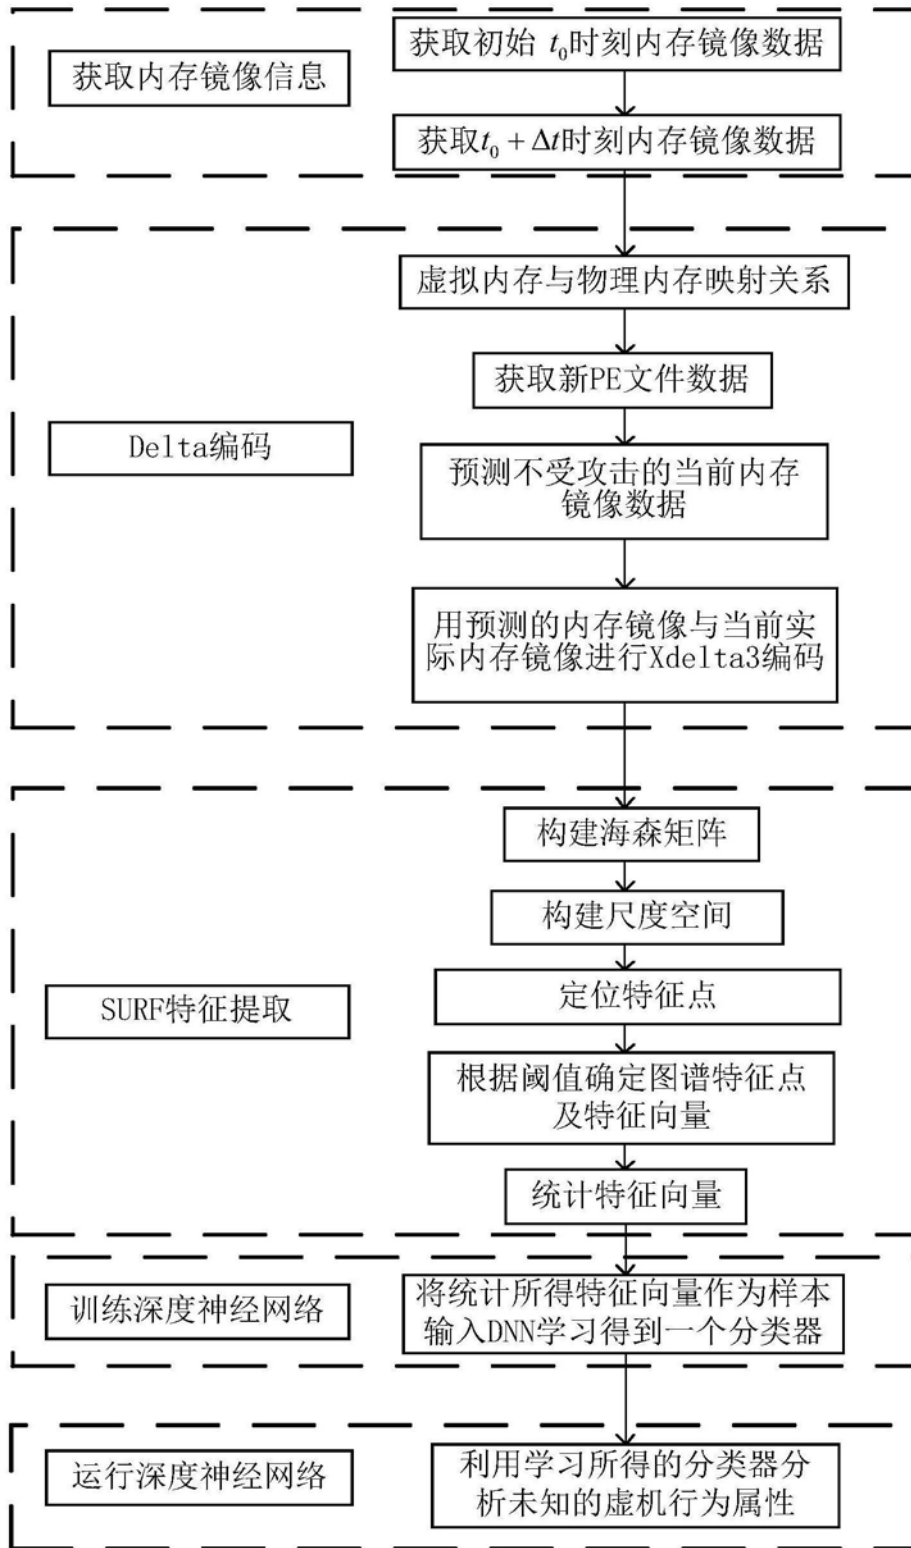 获取内存镜像信息
获取初始 t₀时刻内存镜像数据
获取t₀ + Δt时刻内存镜像数据
Delta编码
虚拟内存与物理内存映射关系
获取新PE文件数据
预测不受攻击的当前内存
镜像数据
用预测的内存镜像与当前实
际内存镜像进行Xdelta3编码
SURF特征提取
构建海森矩阵
构建尺度空间
定位特征点
根据阈值确定图谱特征点
及特征向量
统计特征向量
训练深度神经网络
将统计所得特征向量作为样本
输入DNN学习得到一个分类器
运行深度神经网络
利用学习所得的分类器分
析未知的虚机行为属性